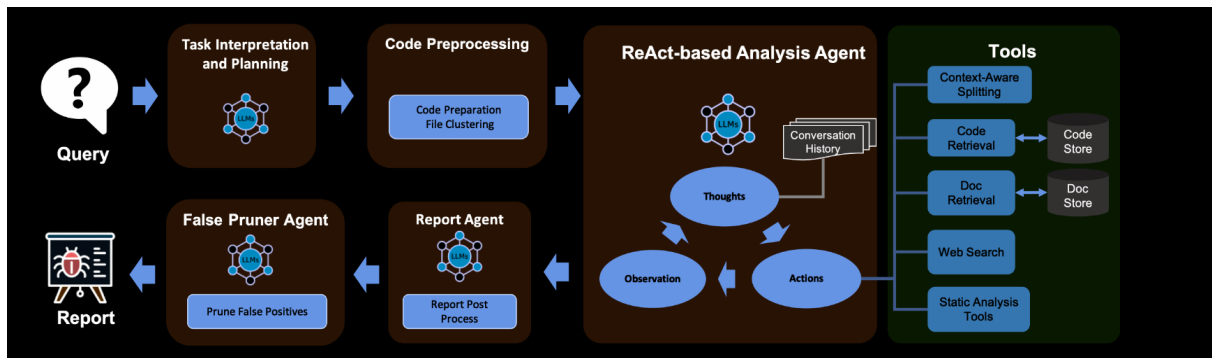 Task Interpretation
and Planning
LLMs
Code Preprocessing
Code Preparation
File Clustering
ReAct-based Analysis Agent
LLMs
Conversation
History
Thoughts
Observation
Actions
Tools
Context-Aware
Splitting
Code
Retrieval
Code
Store
Doc
Retrieval
Doc
Store
Web Search
Static Analysis
Tools
?
Query
False Pruner Agent
LLMs
Prune False Positives
Report Agent
LLMs
Report Post
Process
Report